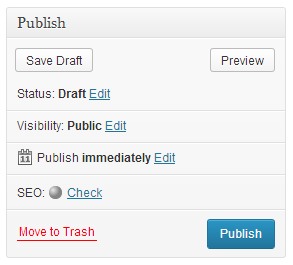 Publish
Save Draft Preview
Status: Draft Edit
Visibility: Public Edit
11 Publish immediately Edit
SEO: Check
Move to Trash Publish